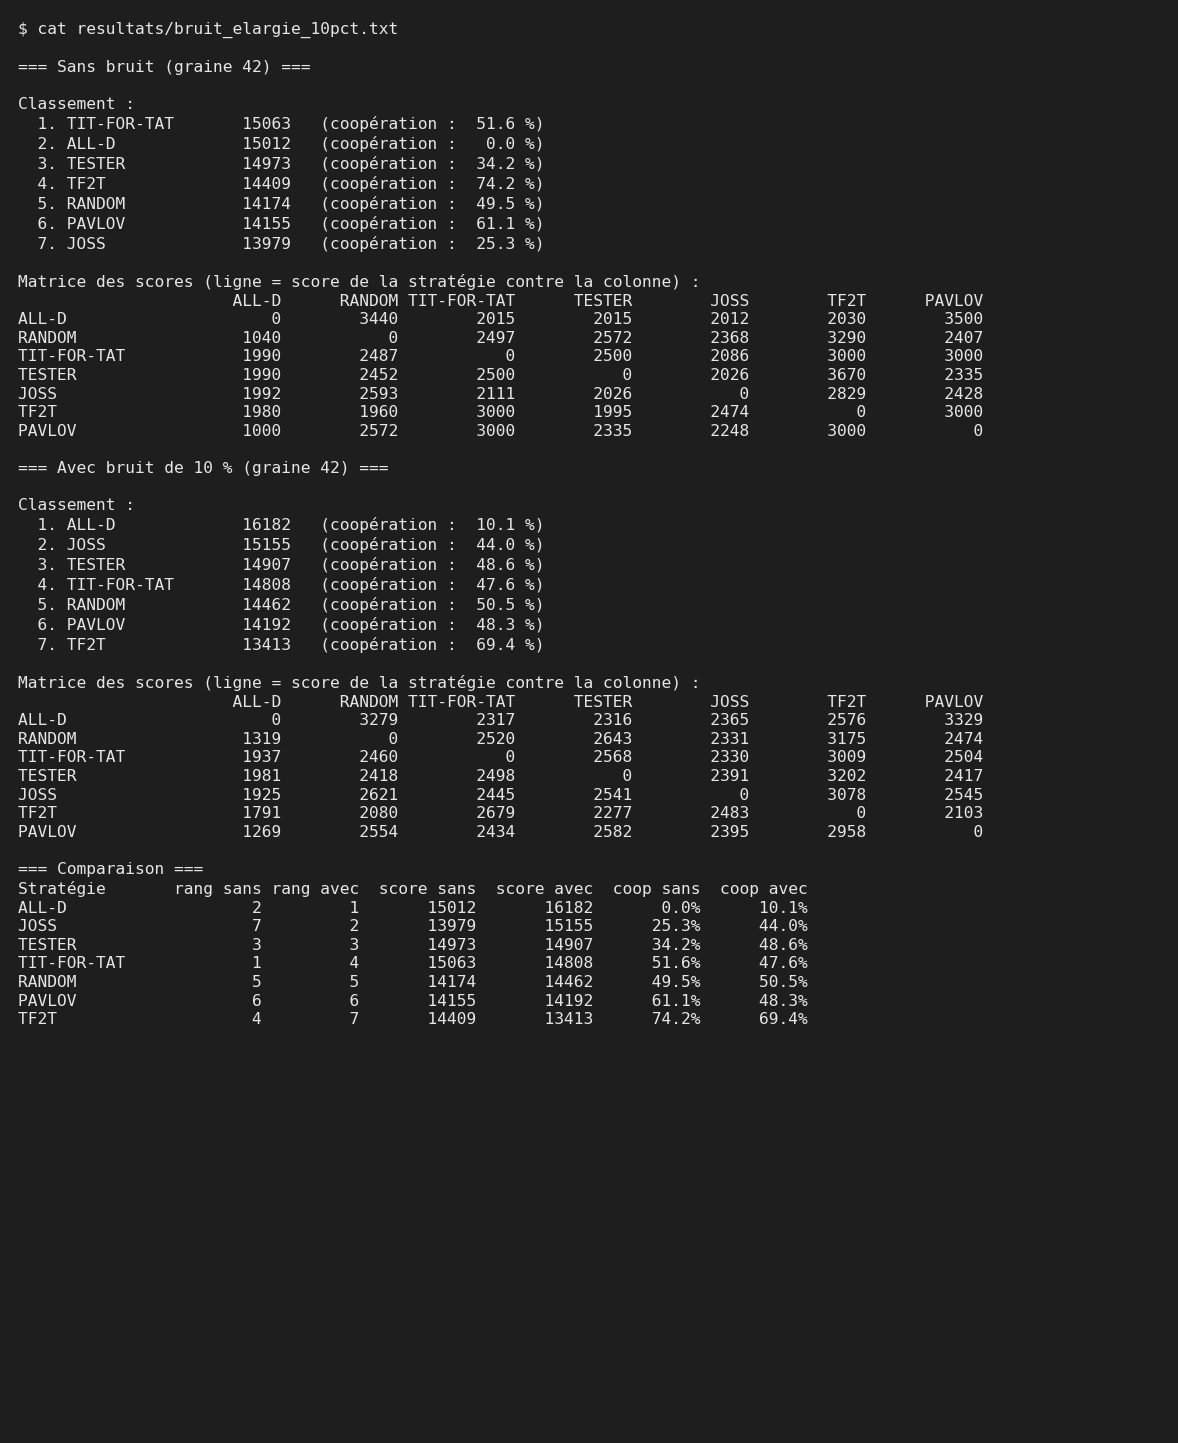 $ cat resultats/bruit_elargie_10pct.txt

=== Sans bruit (graine 42) ===

Classement :
  1. TIT-FOR-TAT       15063   (coopération :  51.6 %)
  2. ALL-D             15012   (coopération :   0.0 %)
  3. TESTER            14973   (coopération :  34.2 %)
  4. TF2T              14409   (coopération :  74.2 %)
  5. RANDOM            14174   (coopération :  49.5 %)
  6. PAVLOV            14155   (coopération :  61.1 %)
  7. JOSS              13979   (coopération :  25.3 %)

Matrice des scores (ligne = score de la stratégie contre la colonne) :
                      ALL-D      RANDOM TIT-FOR-TAT      TESTER        JOSS        TF2T      PAVLOV
ALL-D                     0        3440        2015        2015        2012        2030        3500
RANDOM                 1040           0        2497        2572        2368        3290        2407
TIT-FOR-TAT            1990        2487           0        2500        2086        3000        3000
TESTER                 1990        2452        2500           0        2026        3670        2335
JOSS                   1992        2593        2111        2026           0        2829        2428
TF2T                   1980        1960        3000        1995        2474           0        3000
PAVLOV                 1000        2572        3000        2335        2248        3000           0

=== Avec bruit de 10 % (graine 42) ===

Classement :
  1. ALL-D             16182   (coopération :  10.1 %)
  2. JOSS              15155   (coopération :  44.0 %)
  3. TESTER            14907   (coopération :  48.6 %)
  4. TIT-FOR-TAT       14808   (coopération :  47.6 %)
  5. RANDOM            14462   (coopération :  50.5 %)
  6. PAVLOV            14192   (coopération :  48.3 %)
  7. TF2T              13413   (coopération :  69.4 %)

Matrice des scores (ligne = score de la stratégie contre la colonne) :
                      ALL-D      RANDOM TIT-FOR-TAT      TESTER        JOSS        TF2T      PAVLOV
ALL-D                     0        3279        2317        2316        2365        2576        3329
RANDOM                 1319           0        2520        2643        2331        3175        2474
TIT-FOR-TAT            1937        2460           0        2568        2330        3009        2504
TESTER                 1981        2418        2498           0        2391        3202        2417
JOSS                   1925        2621        2445        2541           0        3078        2545
TF2T                   1791        2080        2679        2277        2483           0        2103
PAVLOV                 1269        2554        2434        2582        2395        2958           0

=== Comparaison ===
Stratégie       rang sans rang avec  score sans  score avec  coop sans  coop avec
ALL-D                   2         1       15012       16182       0.0%      10.1%
JOSS                    7         2       13979       15155      25.3%      44.0%
TESTER                  3         3       14973       14907      34.2%      48.6%
TIT-FOR-TAT             1         4       15063       14808      51.6%      47.6%
RANDOM                  5         5       14174       14462      49.5%      50.5%
PAVLOV                  6         6       14155       14192      61.1%      48.3%
TF2T                    4         7       14409       13413      74.2%      69.4%